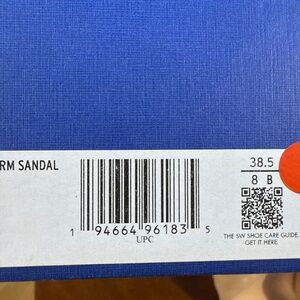 RM SANDAL
38.5
8 B
1 94664 96183 5
UPC
THE SW SHOE CARE GUIDE.
GET IT HERE